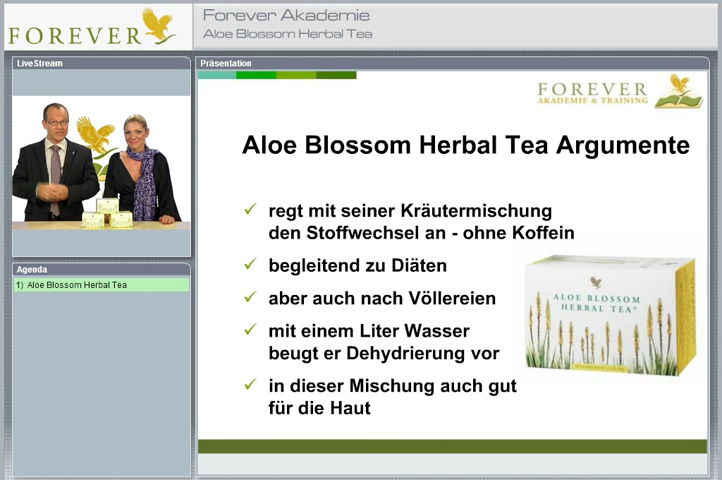 FOREVER
Forever Akademie
Aloe Blossom Herbal Tea
LiveStream
Agenda
1) Aloe Blossom Herbal Tea
Präsentation
FOREVER
AKADEMIE & TRAINING
Aloe Blossom Herbal Tea Argumente
regt mit seiner Kräutermischung
den Stoffwechsel an - ohne Koffein
begleitend zu Diäten
aber auch nach Völlereien
mit einem Liter Wasser
beugt er Dehydrierung vor
in dieser Mischung auch gut
für die Haut
ALOE BLOSSOM
HERBAL TEA®